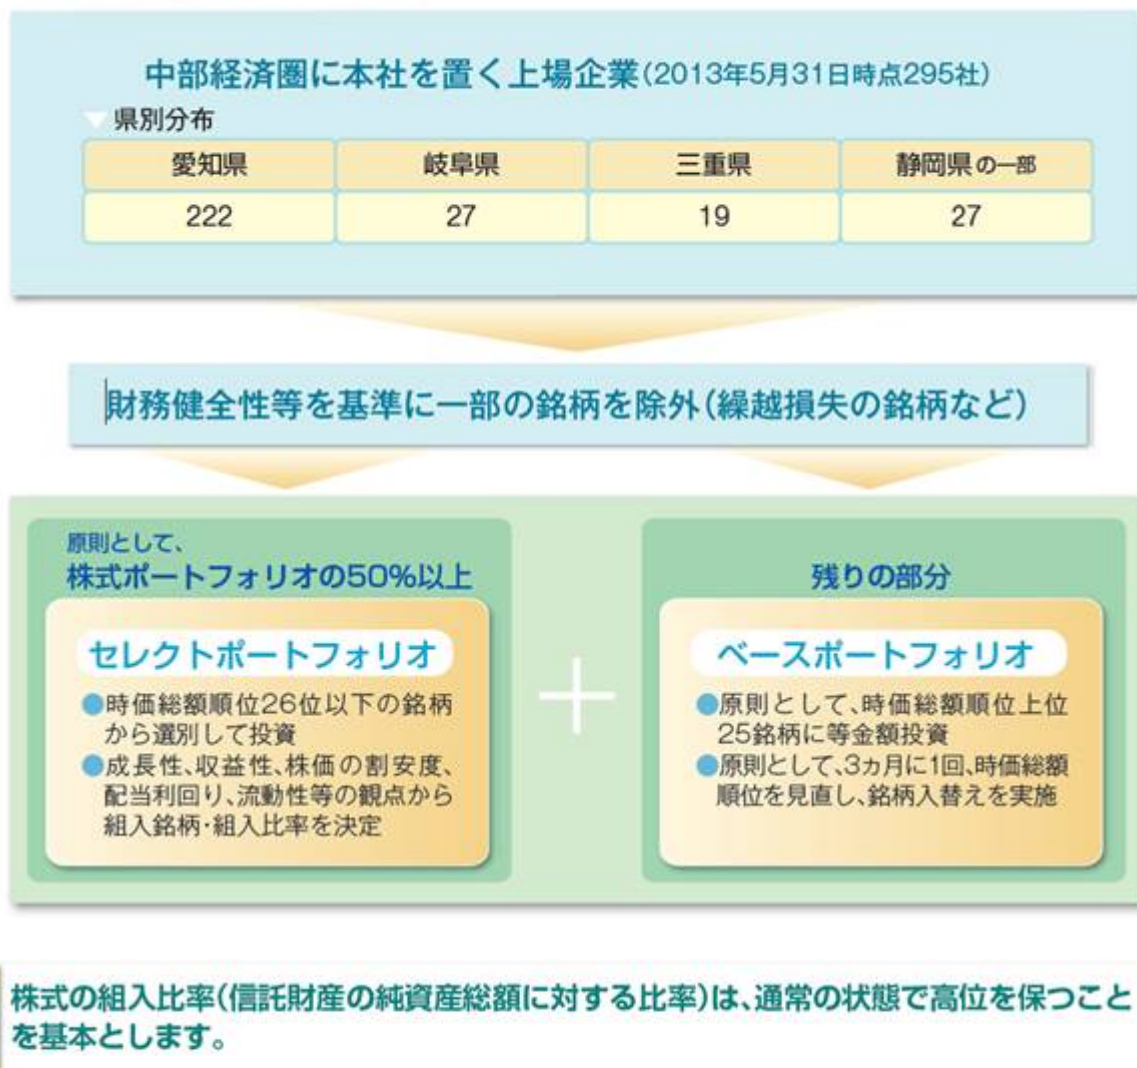 中部経済圏に本社を置く上場企業(2013年5月31日時点295社)
▼県別分布
愛知県 岐阜県 三重県 静岡県の一部
222 27 19 27
財務健全性等を基準に一部の銘柄を除外(繰越損失の銘柄など)
原則として、
株式ポートフォリオの50%以上
セレクトポートフォリオ
●時価総額順位26位以下の銘柄
から選別して投資
●成長性、収益性、株価の割安度、
配当利回り、流動性等の観点から
組入銘柄・組入比率を決定
+
残りの部分
ベースポートフォリオ
●原則として、時価総額順位上位
25銘柄に等金額投資
●原則として、3ヵ月に1回、時価総額
順位を見直し、銘柄入替えを実施
株式の組入比率(信託財産の純資産総額に対する比率)は、通常の状態で高位を保つこと
を基本とします。